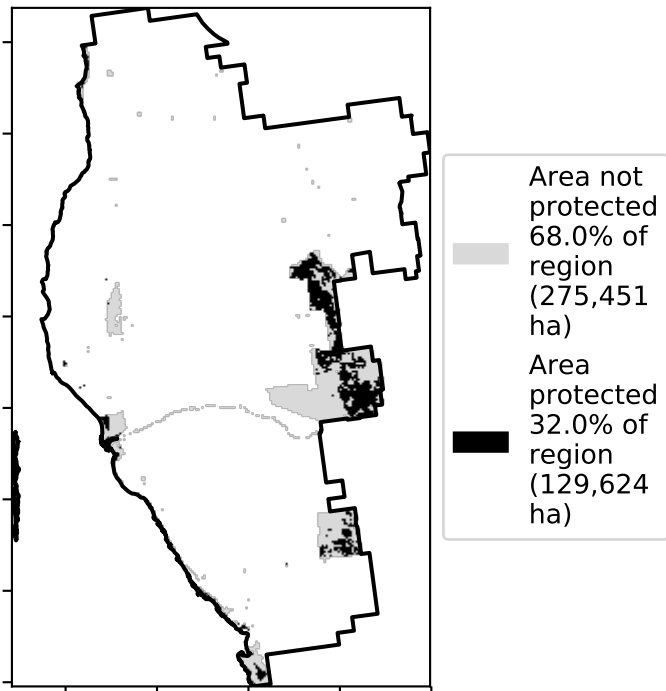 Area not
protected
68.0% of
region
(275,451
ha)
Area
protected
32.0% of
region
(129,624
ha)